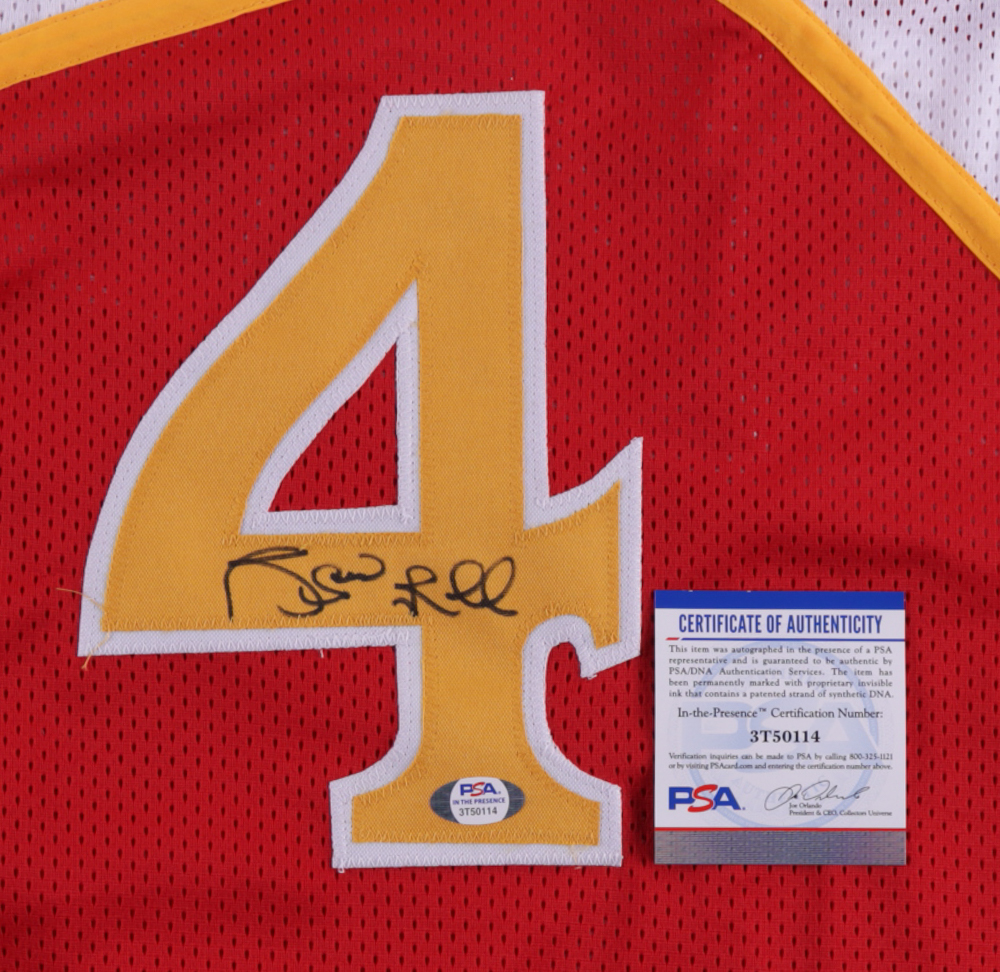 4
PSA
IN THE PRESENCE
3T50114
CERTIFICATE OF AUTHENTICITY
This item was autographed in the presence of a PSA
representative and is guaranteed to be authentic by
PSA/DNA Authentication Services. The item has
been permanently marked with proprietary invisible
ink that contains a patented strand of synthetic DNA.
In-the-Presence™ Certification Number:
3T50114
Verification inquiries can be made to PSA by calling 800-325-1121
or by visiting PSAcard.com and entering the certification number above.
PSA.
Joe Orlando
President & CEO, Collectors Universe